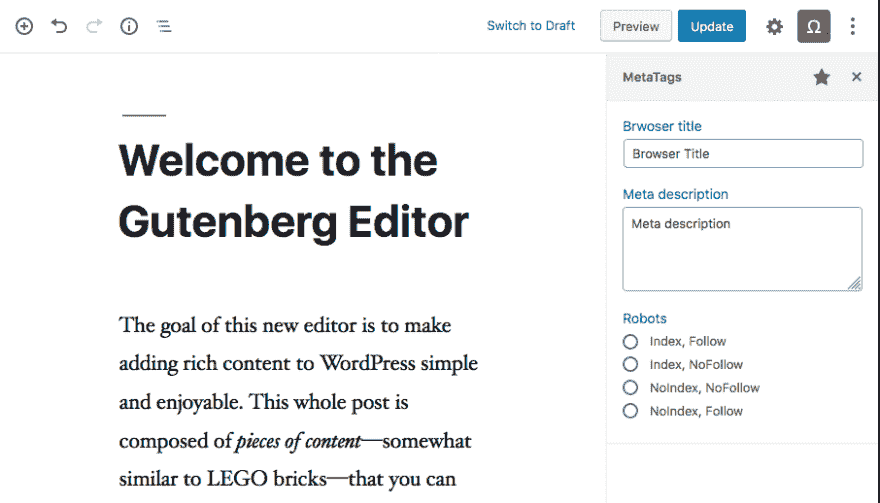 Switch to Draft
Preview
Update
Ω
MetaTags
Welcome to the
Gutenberg Editor
The goal of this new editor is to make
adding rich content to WordPress simple
and enjoyable. This whole post is
composed of pieces of content—somewhat
similar to LEGO bricks—that you can
Brwoser title
Browser Title
Meta description
Meta description
Robots
Index, Follow
Index, NoFollow
NoIndex, NoFollow
NoIndex, Follow